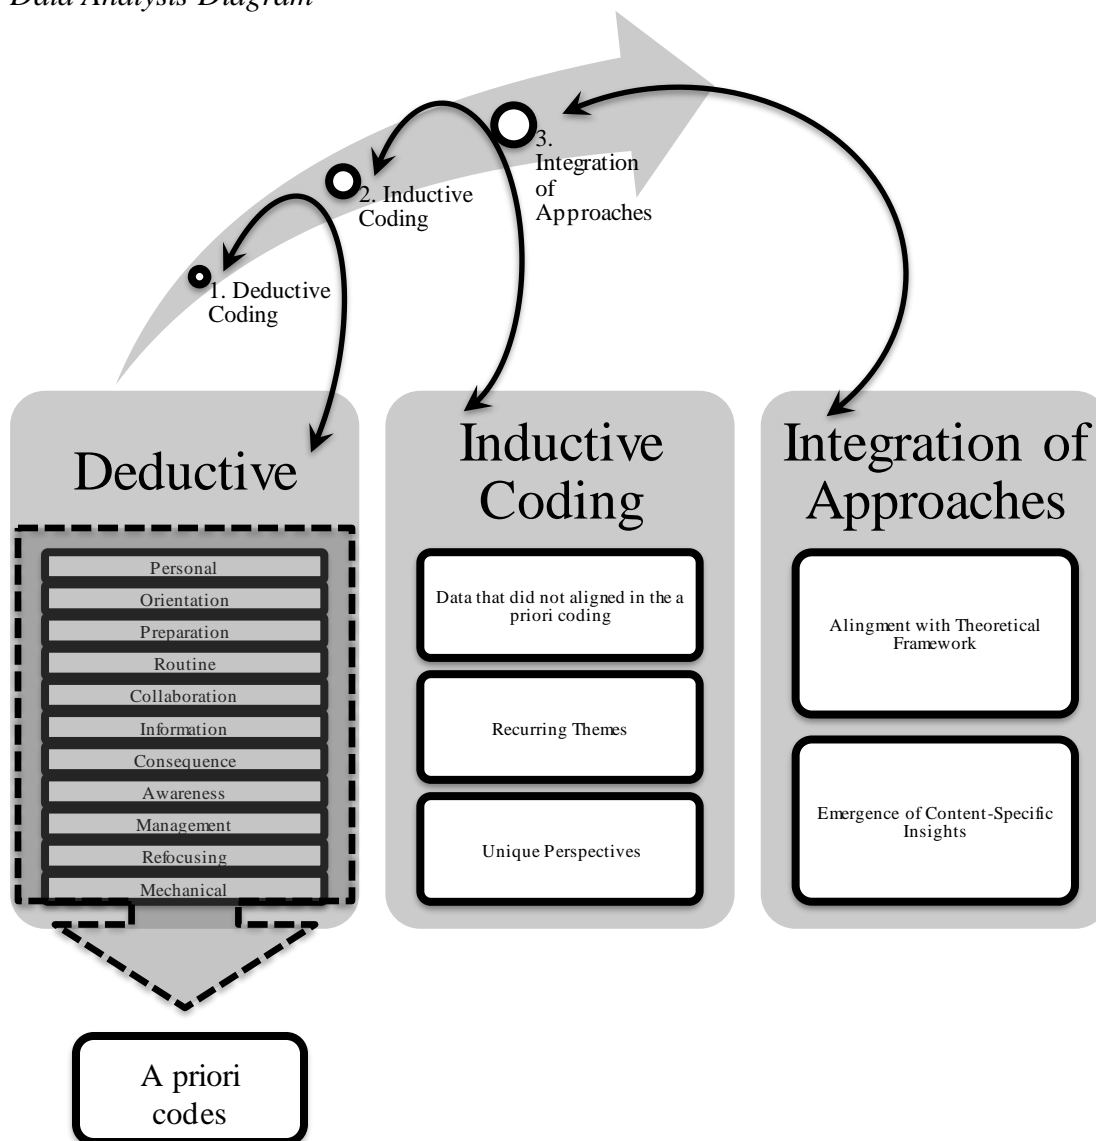 Data Analysis Diagram
3.
Integration
of
Approaches
2. Inductive
Coding
1. Deductive
Coding
Deductive
Personal
Orientation
Preparation
Routine
Collaboration
Information
Consequence
Awareness
Management
Refocusing
Mechanical
A priori
codes
Inductive
Coding
Data that did not aligned in the a
priori coding
Recurring Themes
Unique Perspectives
Integration of
Approaches
Alingment with Theoretical
Framework
Emergence of Content-Specific
Insights